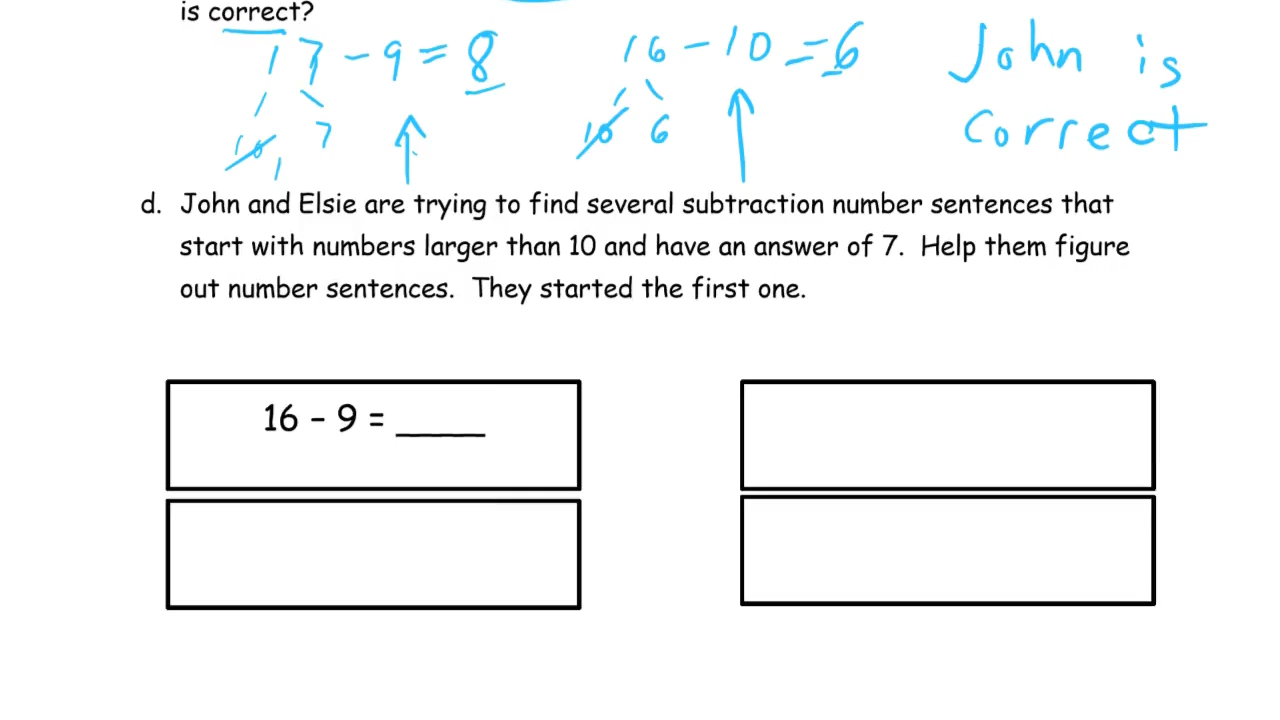 is correct?
17 - 9 = 8
16 - 10 = 6
John is
correct
10 7
1
10 6
d. John and Elsie are trying to find several subtraction number sentences that
start with numbers larger than 10 and have an answer of 7. Help them figure
out number sentences. They started the first one.
16 - 9 = _____